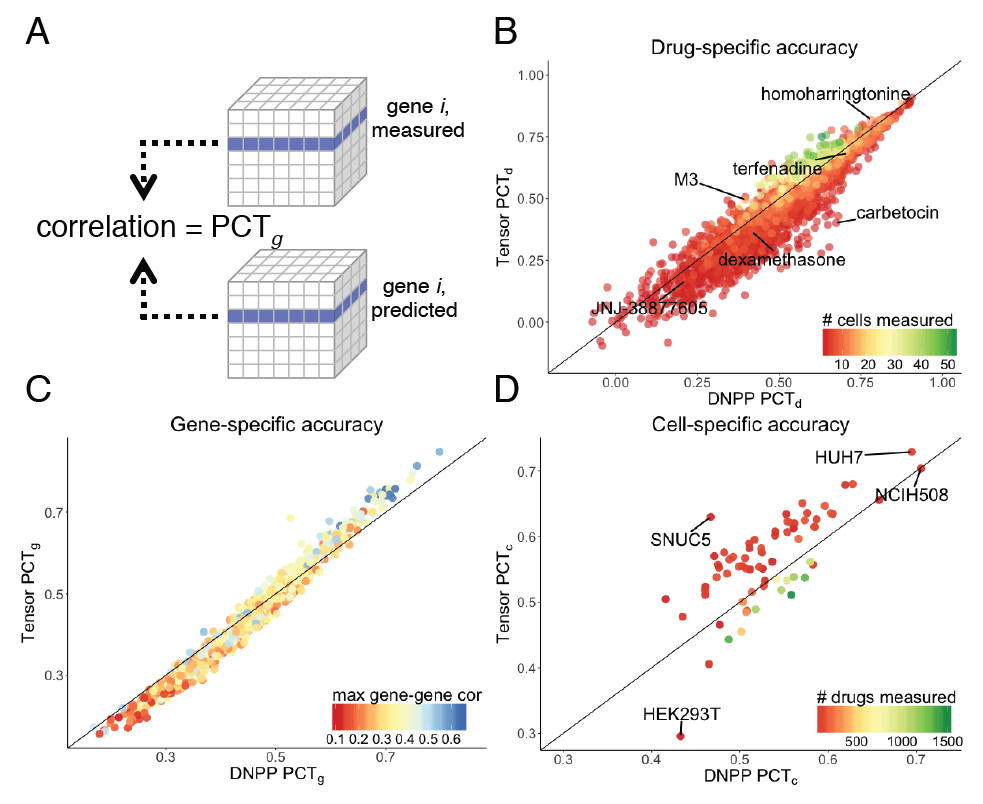 A
gene i,
measured
correlation = PCTg
gene i,
predicted
B
Drug-specific accuracy
1.00
0.75
0.50
0.25
0.00
Tensor PCTd
homoharringtonine
terfenadine
M3
carbetocin
dexamethasone
JNJ-38877605
# cells measured
10 20 30 40 50
0.00 0.25 0.50 0.75 1.00
DNPP PCTd
C
Gene-specific accuracy
0.7
0.5
0.3
Tensor PCTg
max gene-gene cor
0.1 0.2 0.3 0.4 0.5 0.6
0.3 0.5 0.7
DNPP PCTg
D
Cell-specific accuracy
0.7
0.6
0.5
0.4
0.3
Tensor PCTc
HUH7
NCIH508
SNUC5
HEK293T
# drugs measured
500 1000 1500
0.3 0.4 0.5 0.6 0.7
DNPP PCTc